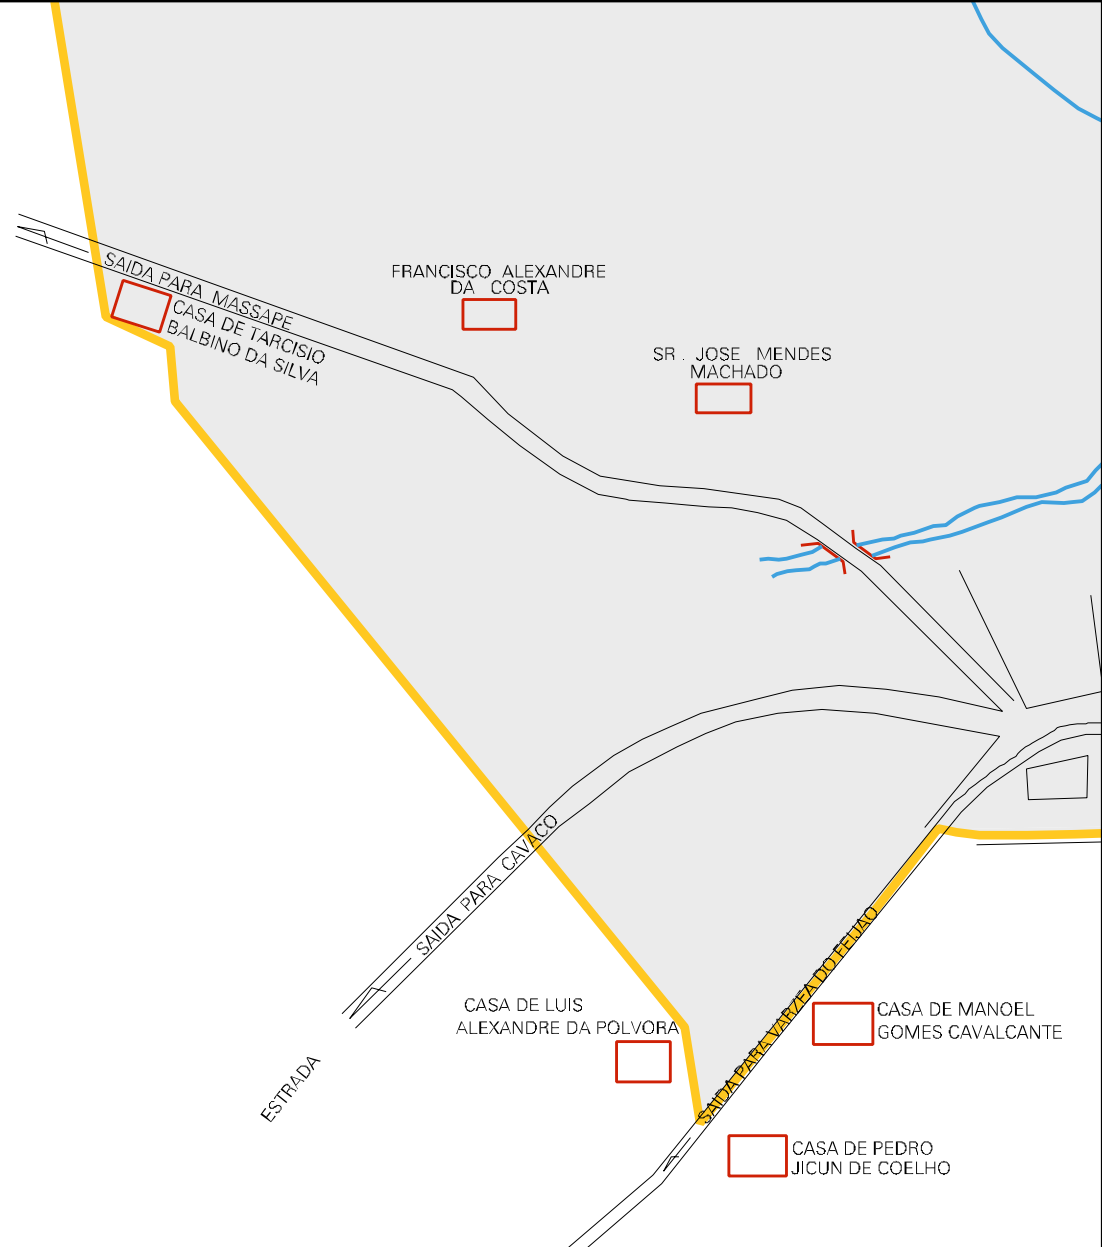 SAIDA PARA MASSAPE
CASA DE TARCISIO
BALBINO DA SILVA
FRANCISCO ALEXANDRE
DA COSTA
SR. JOSE MENDES
MACHADO
SAIDA PARA CAVACO
ESTRADA
SAIDA PARA VARZEA DO FEIJAO
CASA DE LUIS
ALEXANDRE DA POLVORA
CASA DE MANOEL
GOMES CAVALCANTE
CASA DE PEDRO
JICUN DE COELHO